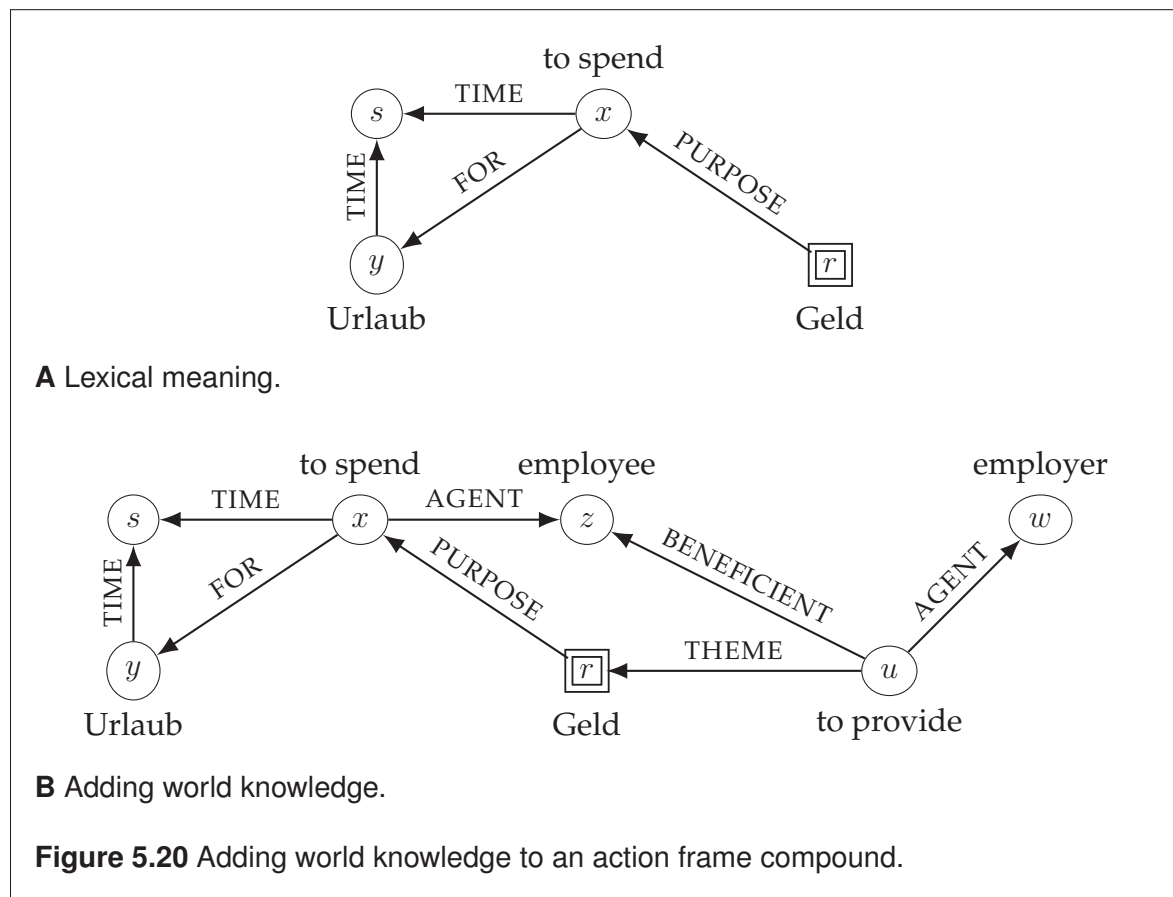 to spend
s TIME x
TIME FOR PURPOSE
y r
Urlaub Geld
A Lexical meaning.
to spend employee employer
s TIME x AGENT z w
TIME FOR PURPOSE BENEFICIENT AGENT
y r THEME u
Urlaub Geld to provide
B Adding world knowledge.
Figure 5.20 Adding world knowledge to an action frame compound.